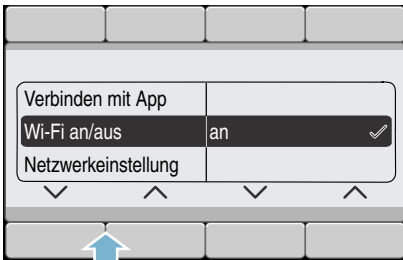 Verbinden mit App
Wi-Fi an/aus an
Netzwerkeinstellung